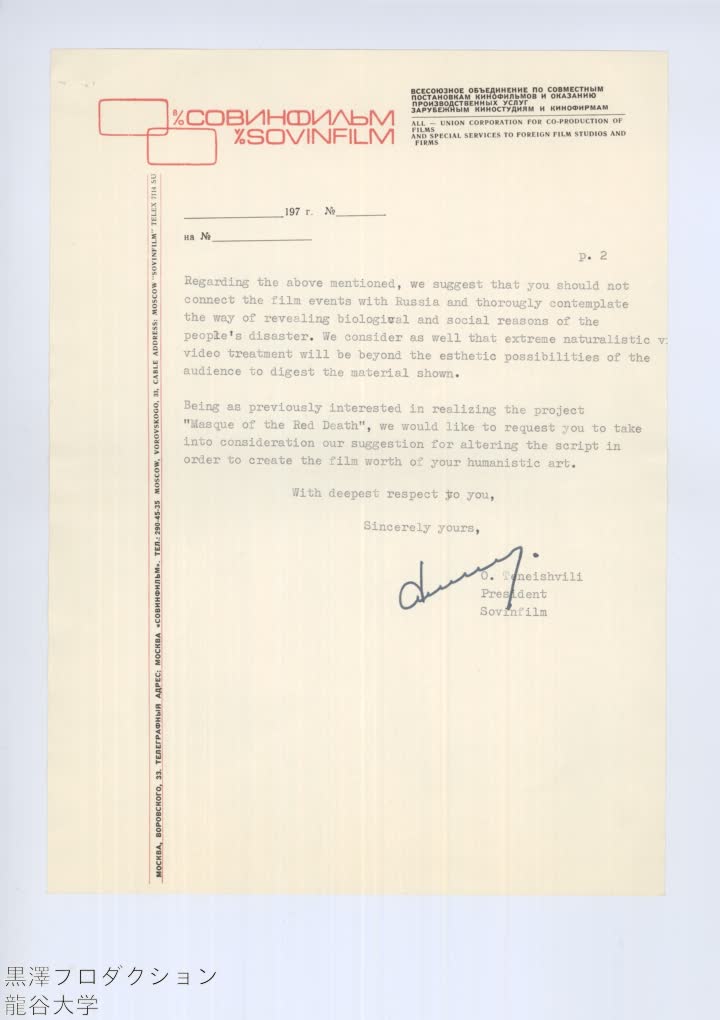 %СОВИНФИЛЬМ
%SOVINFILM
ВСЕСОЮЗНОЕ ОБЪЕДИНЕНИЕ ПО СОВМЕСТНЫМ
ПОСТАНОВКАМ КИНОФИЛЬМОВ И ОКАЗАНИЮ
ПРОИЗВОДСТВЕННЫХ УСЛУГ
ЗАРУБЕЖНЫМ КИНОСТУДИЯМ И КИНОФИРМАМ
ALL — UNION CORPORATION FOR CO-PRODUCTION OF
FILMS
AND SPECIAL SERVICES TO FOREIGN FILM STUDIOS AND
FIRMS
МОСКВА, ВОРОВСКОГО, 33. ТЕЛЕГРАФНЫЙ АДРЕС: МОСКВА «СОВИНФИЛЬМ». ТЕЛ.: 290-45-35 MOSCOW, VOROVSKOGO, 33, CABLE ADDRESS: MOSCOW "SOVINFILM" TELEX 7114 SU
197 г. №
на №
p. 2
Regarding the above mentioned, we suggest that you should not
connect the film events with Russia and thorougly contemplate
the way of revealing biological and social reasons of the
people's disaster. We consider as well that extreme naturalistic vi
video treatment will be beyond the esthetic possibilities of the
audience to digest the material shown.
Being as previously interested in realizing the project
"Masque of the Red Death", we would like to request you to take
into consideration our suggestion for altering the script in
order to create the film worth of your humanistic art.
With deepest respect to you,
Sincerely yours,
O. Teneishvili
President
Sovinfilm
黒澤プロダクション
龍谷大学